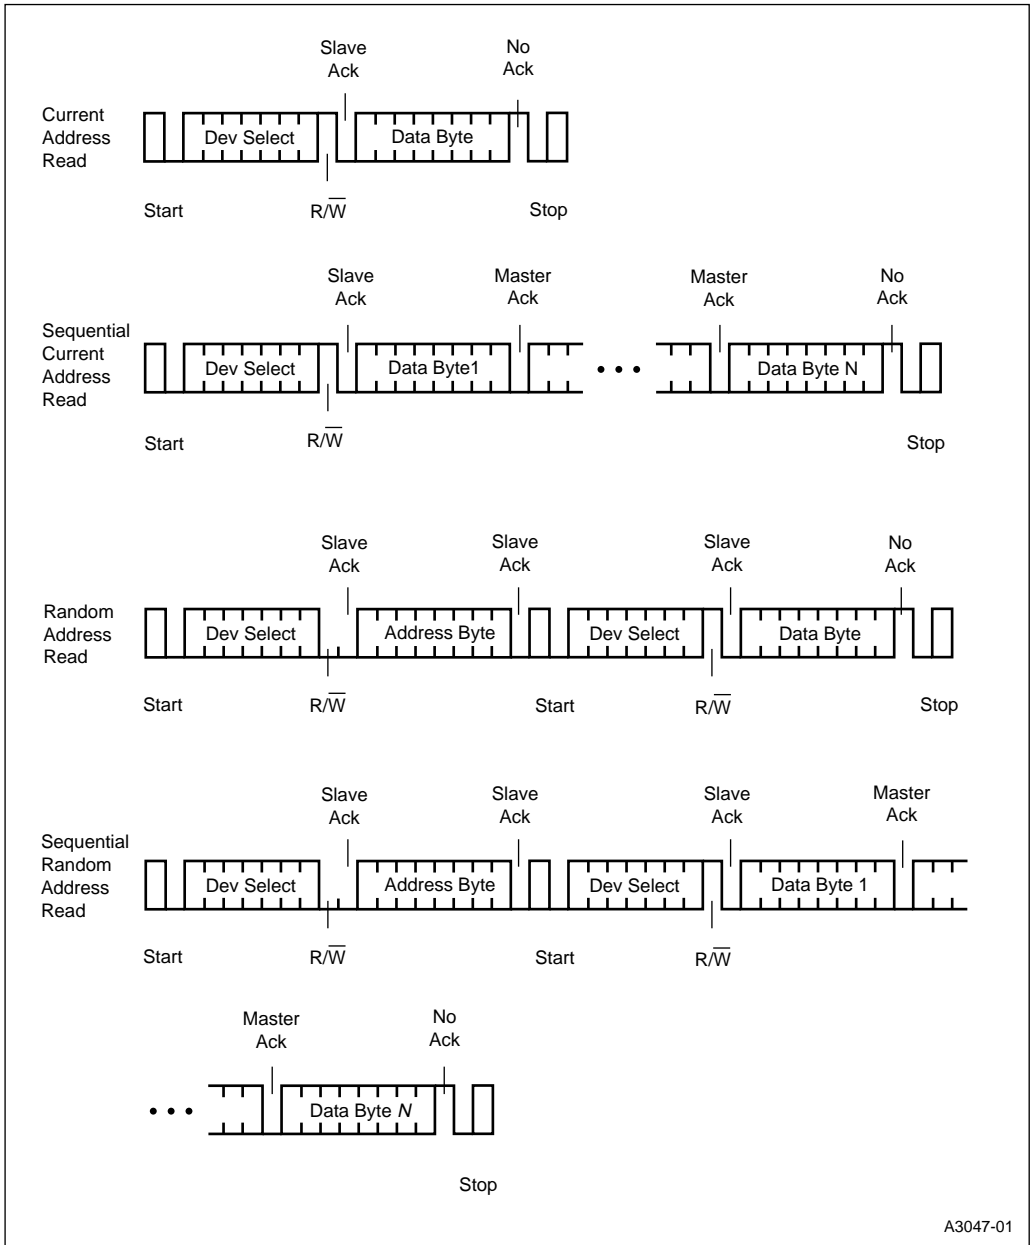 Slave
Ack
No
Ack
Current
Address
Read
Dev Select
Data Byte
Start
R/W̅
Stop
Slave
Ack
Master
Ack
Master
Ack
No
Ack
Sequential
Current
Address
Read
Dev Select
Data Byte1
• • •
Data Byte N
Start
R/W̅
Stop
Slave
Ack
Slave
Ack
Slave
Ack
No
Ack
Random
Address
Read
Dev Select
Address Byte
Dev Select
Data Byte
Start
R/W̅
Start
R/W̅
Stop
Slave
Ack
Slave
Ack
Slave
Ack
Master
Ack
Sequential
Random
Address
Read
Dev Select
Address Byte
Dev Select
Data Byte 1
Start
R/W̅
Start
R/W̅
Master
Ack
No
Ack
• • •
Data Byte N
Stop
A3047-01